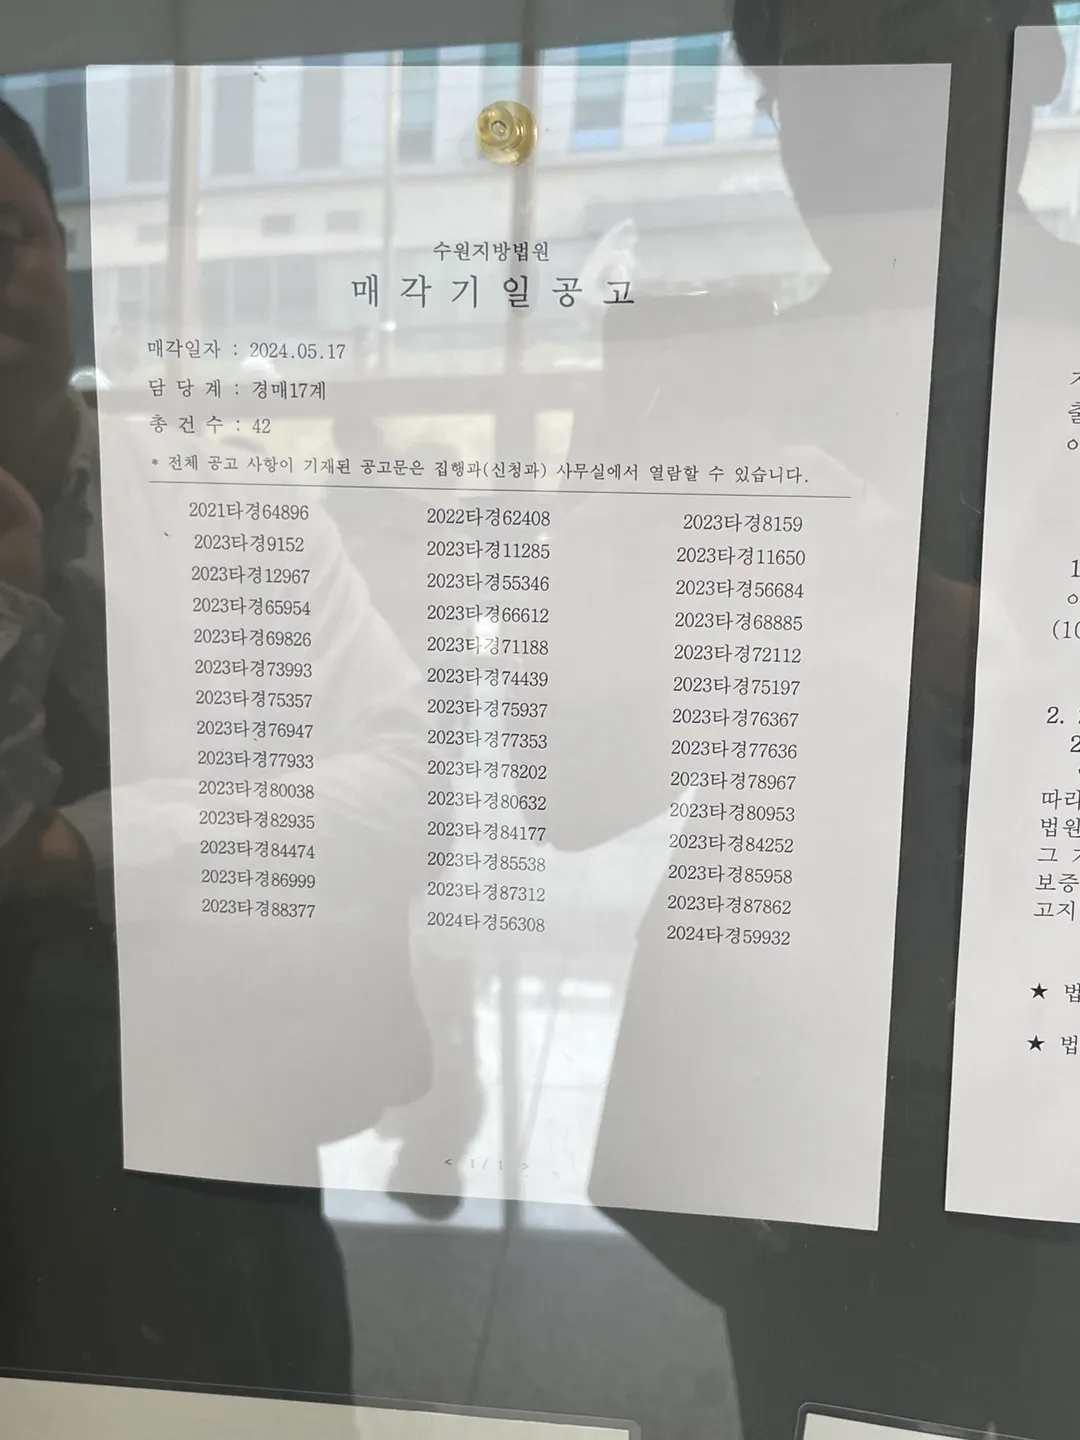 수원지방법원
매 각 기 일 공 고
매각일자 : 2024.05.17
담 당 계 : 경매17계
총 건 수 : 42
* 전체 공고 사항이 기재된 공고문은 집행과(신청과) 사무실에서 열람할 수 있습니다.
2021타경64896 2022타경62408 2023타경8159
2023타경9152 2023타경11285 2023타경11650
2023타경12967 2023타경55346 2023타경56684
2023타경65954 2023타경66612 2023타경68885
2023타경69826 2023타경71188 2023타경72112
2023타경73993 2023타경74439 2023타경75197
2023타경75357 2023타경75937 2023타경76367
2023타경76947 2023타경77353 2023타경77636
2023타경77933 2023타경78202 2023타경78967
2023타경80038 2023타경80632 2023타경80953
2023타경82935 2023타경84177 2023타경84252
2023타경84474 2023타경85538 2023타경85958
2023타경86999 2023타경87312 2023타경87862
2023타경88377 2024타경56308 2024타경59932
< 1 / 1 >
1
이
(10
2.
2
따라
법원
그
보증
고지
★ 법
★ 법